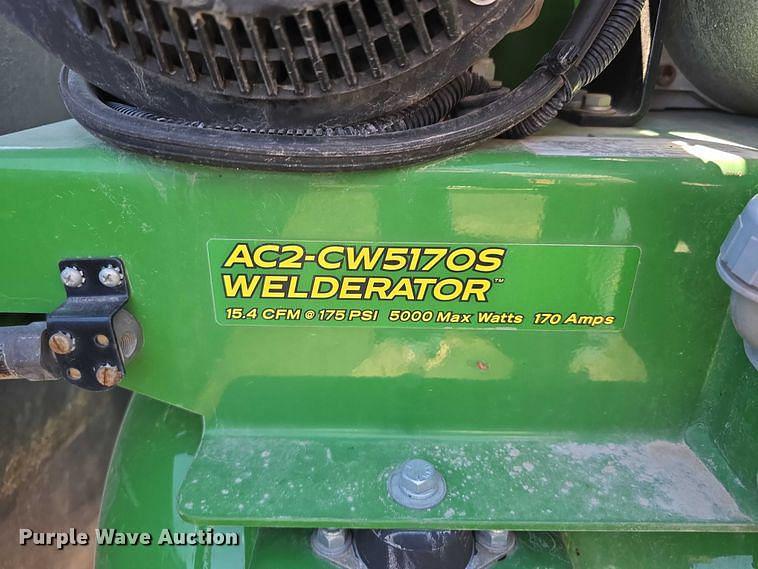 AC2-CW5170S
WELDERATOR™
15.4 CFM @ 175 PSI 5000 Max Watts 170 Amps
Purple Wave Auction